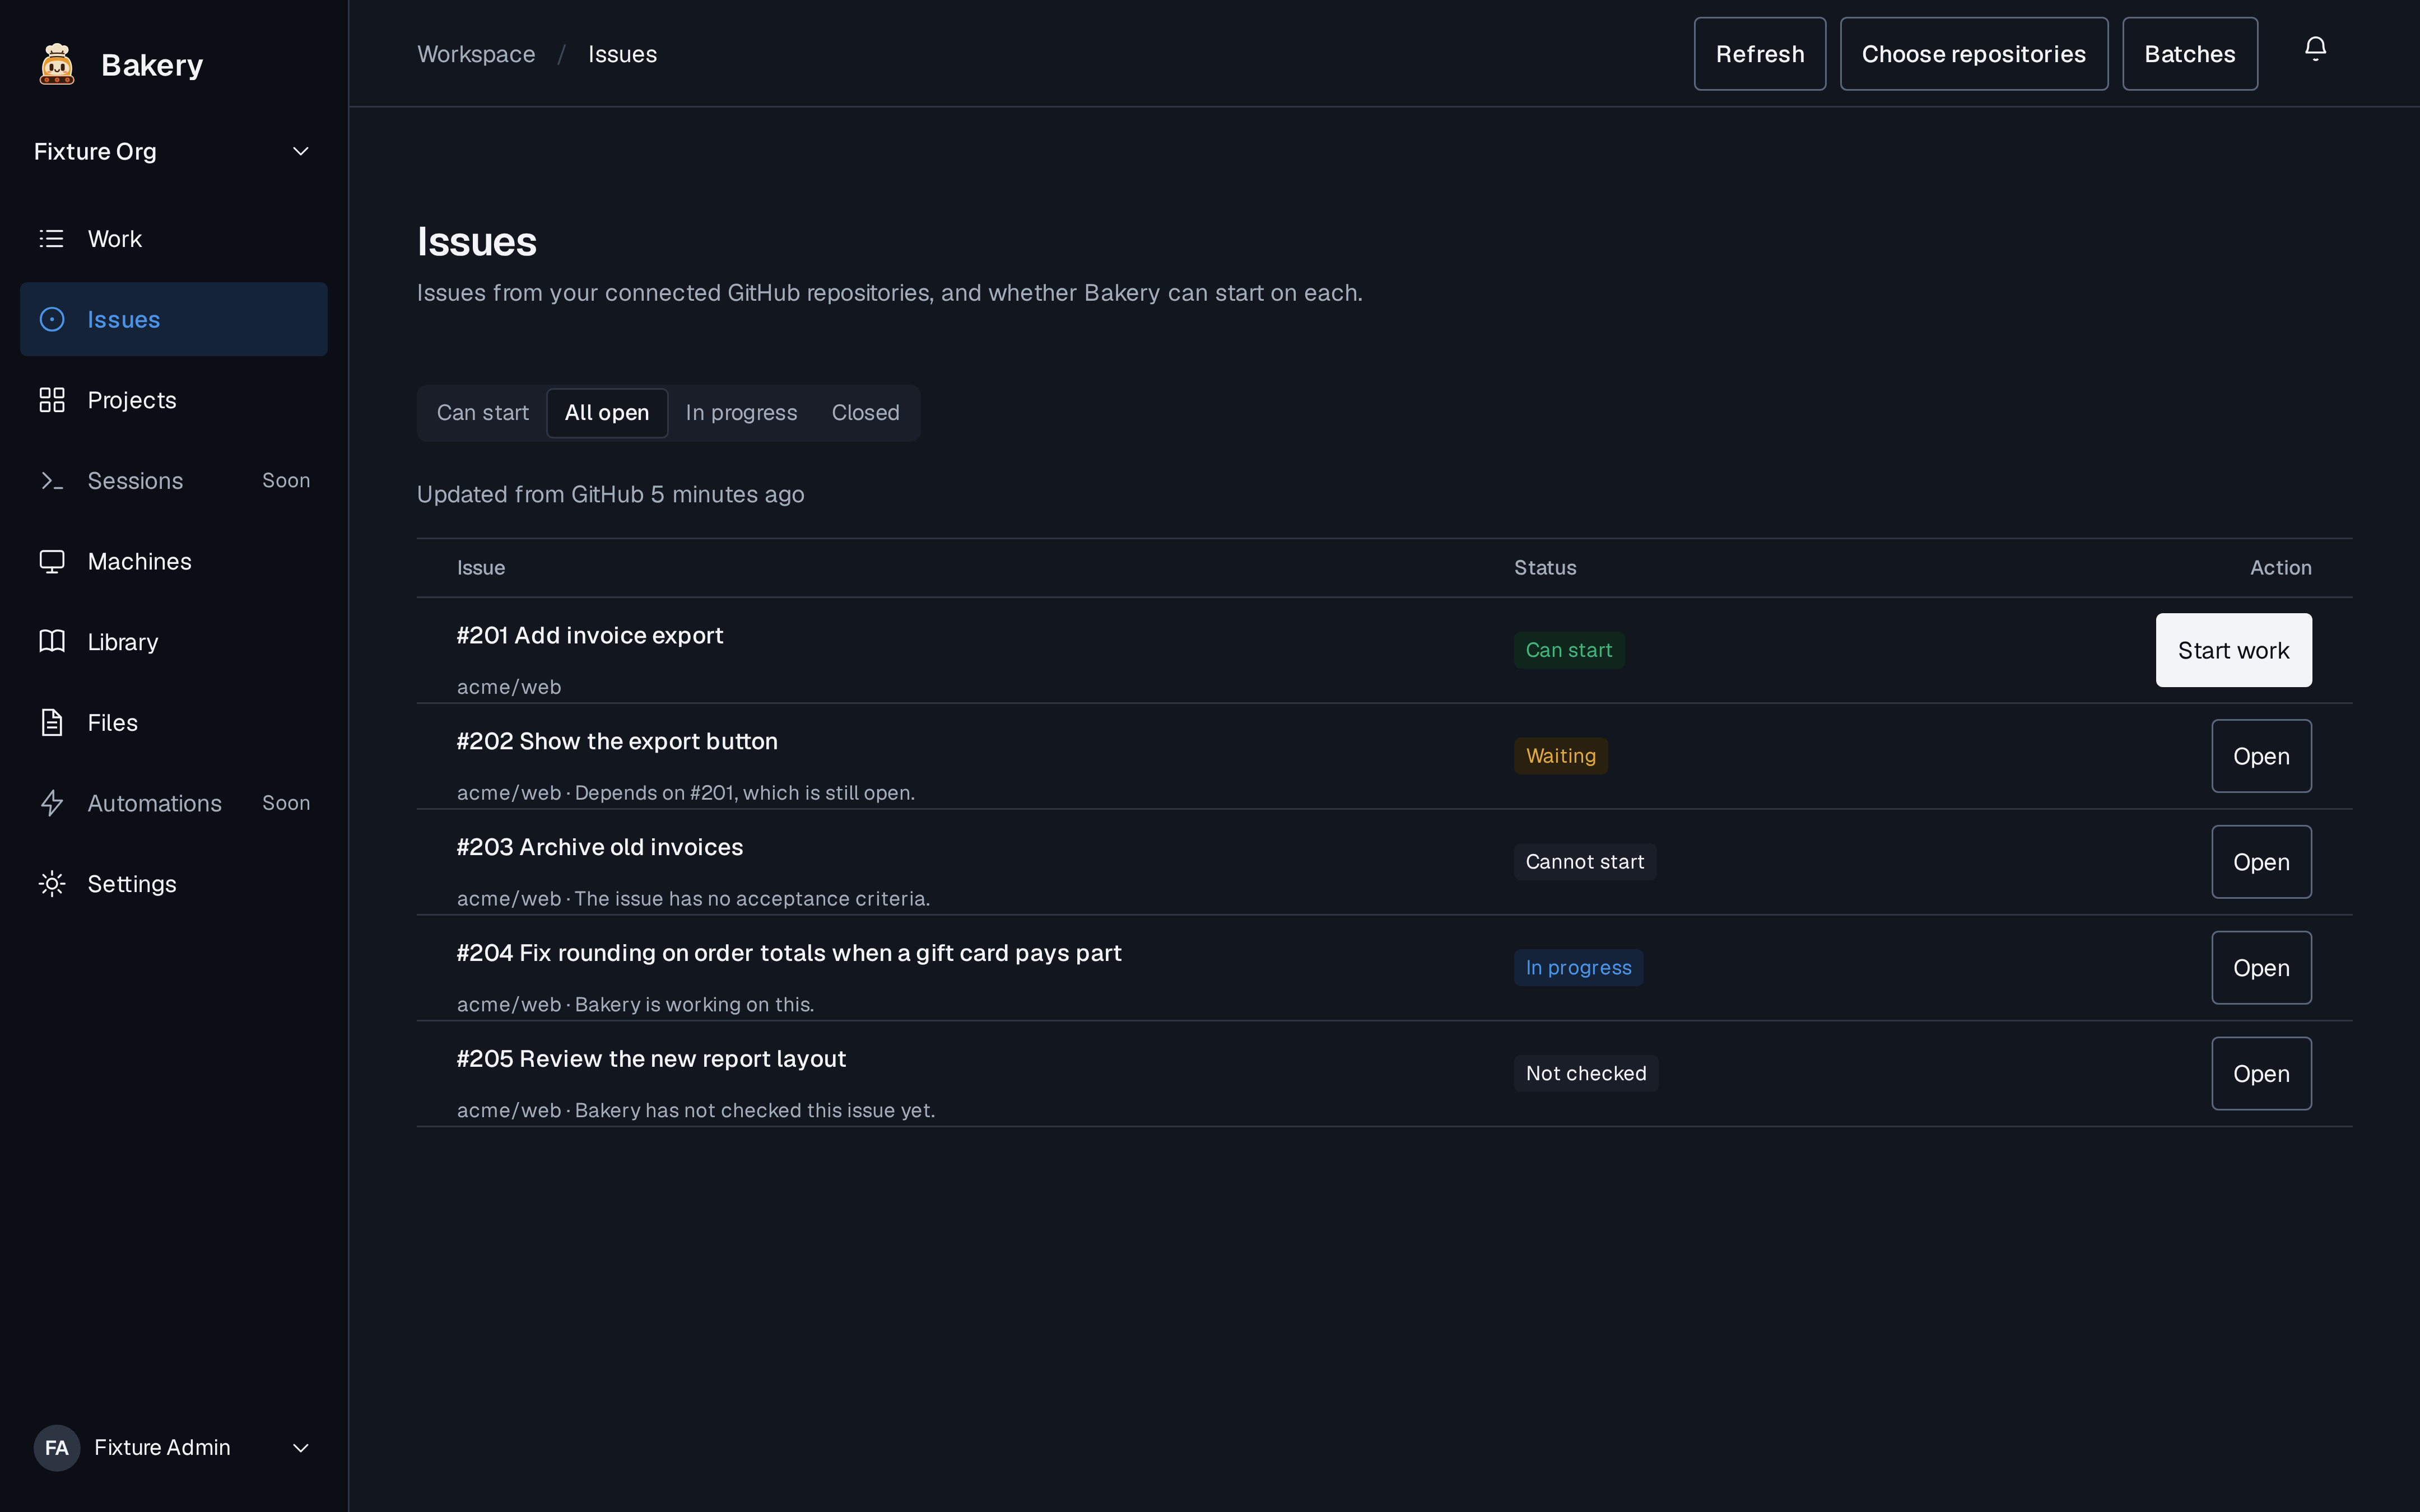 Bakery
Fixture Org
Work
Issues
Projects
Sessions Soon
Machines
Library
Files
Automations Soon
Settings
FA Fixture Admin
Workspace / Issues
Refresh
Choose repositories
Batches
Issues
Issues from your connected GitHub repositories, and whether Bakery can start on each.
Can start
All open
In progress
Closed
Updated from GitHub 5 minutes ago
Issue Status Action
#201 Add invoice export
acme/web
Can start
Start work
#202 Show the export button
acme/web · Depends on #201, which is still open.
Waiting
Open
#203 Archive old invoices
acme/web · The issue has no acceptance criteria.
Cannot start
Open
#204 Fix rounding on order totals when a gift card pays part
acme/web · Bakery is working on this.
In progress
Open
#205 Review the new report layout
acme/web · Bakery has not checked this issue yet.
Not checked
Open